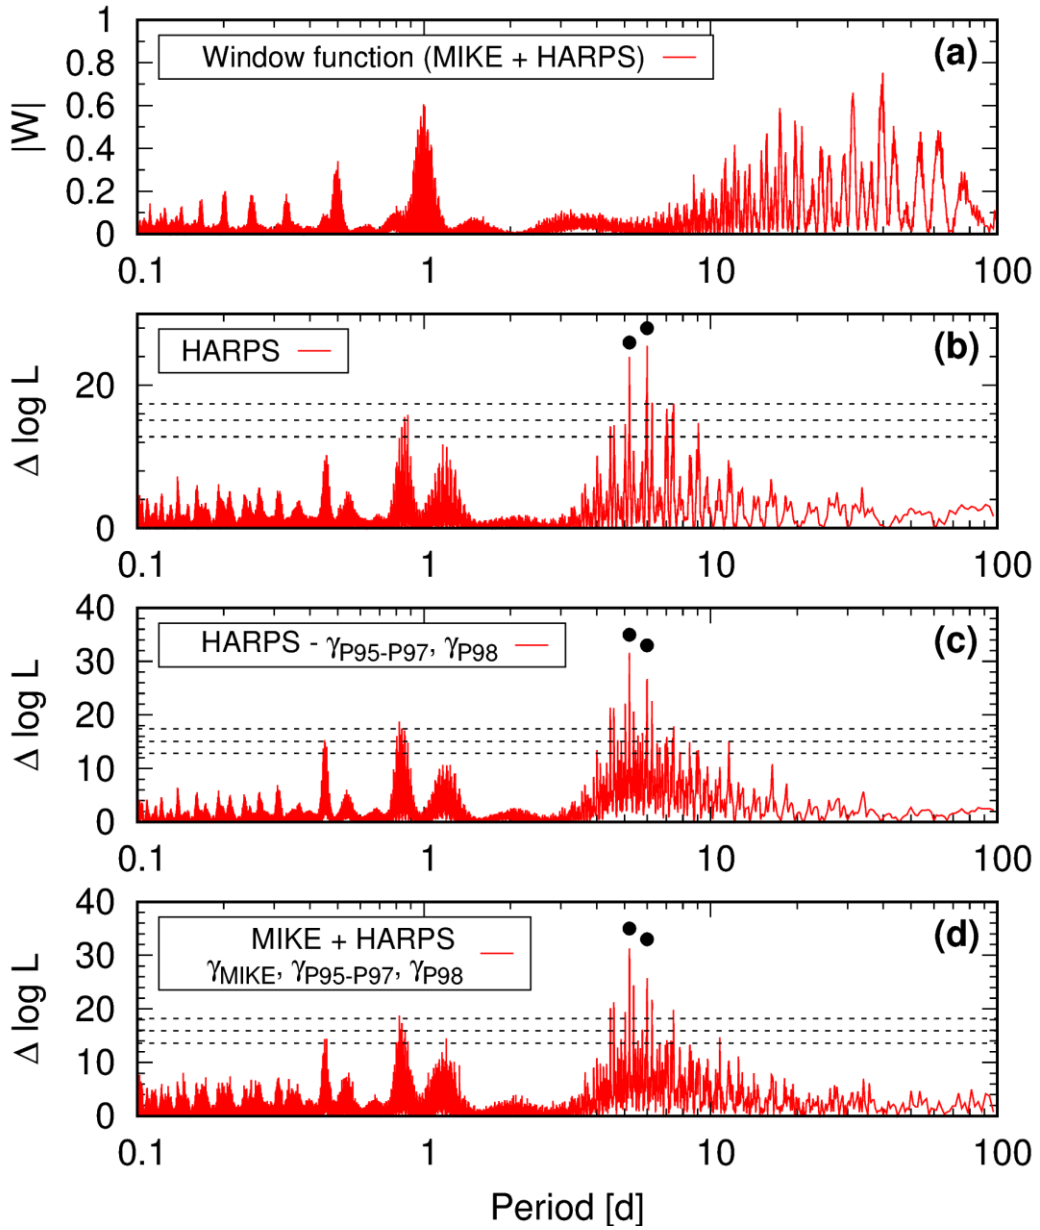 1
0.8
0.6
0.4
0.2
0
|W|
Window function (MIKE + HARPS)
(a)
0.1 1 10 100
20
0
Δ log L
HARPS
(b)
0.1 1 10 100
40
30
20
10
0
Δ log L
HARPS - γP95-P97, γP98
(c)
0.1 1 10 100
40
30
20
10
0
Δ log L
MIKE + HARPS
γMIKE, γP95-P97, γP98
(d)
0.1 1 10 100
Period [d]